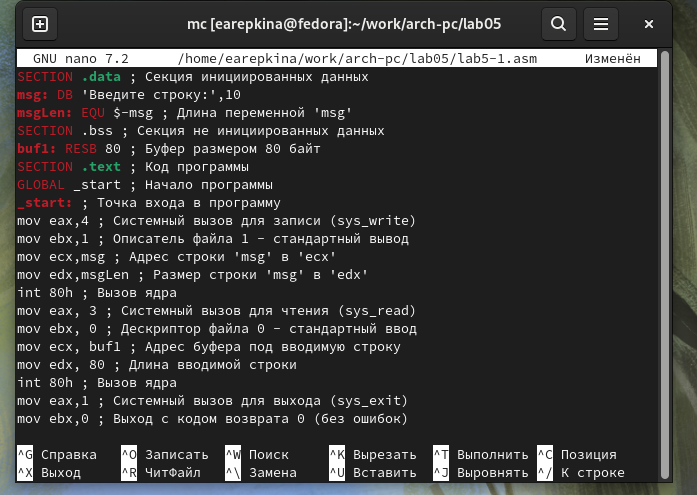 mc [earepkina@fedora]:~/work/arch-pc/lab05
GNU nano 7.2 /home/earepkina/work/arch-pc/lab05/lab5-1.asm Изменён
SECTION .data ; Секция инициированных данных
msg: DB 'Введите строку:',10
msgLen: EQU $-msg ; Длина переменной 'msg'
SECTION .bss ; Секция не инициированных данных
buf1: RESB 80 ; Буфер размером 80 байт
SECTION .text ; Код программы
GLOBAL _start ; Начало программы
_start: ; Точка входа в программу
mov eax,4 ; Системный вызов для записи (sys_write)
mov ebx,1 ; Описатель файла 1 - стандартный вывод
mov ecx,msg ; Адрес строки 'msg' в 'ecx'
mov edx,msgLen ; Размер строки 'msg' в 'edx'
int 80h ; Вызов ядра
mov eax, 3 ; Системный вызов для чтения (sys_read)
mov ebx, 0 ; Дескриптор файла 0 - стандартный ввод
mov ecx, buf1 ; Адрес буфера под вводимую строку
mov edx, 80 ; Длина вводимой строки
int 80h ; Вызов ядра
mov eax,1 ; Системный вызов для выхода (sys_exit)
mov ebx,0 ; Выход с кодом возврата 0 (без ошибок)
^G Справка ^O Записать ^W Поиск ^K Вырезать ^T Выполнить ^C Позиция
^X Выход ^R ЧитФайл ^\ Замена ^U Вставить ^J Выровнять ^/ К строке